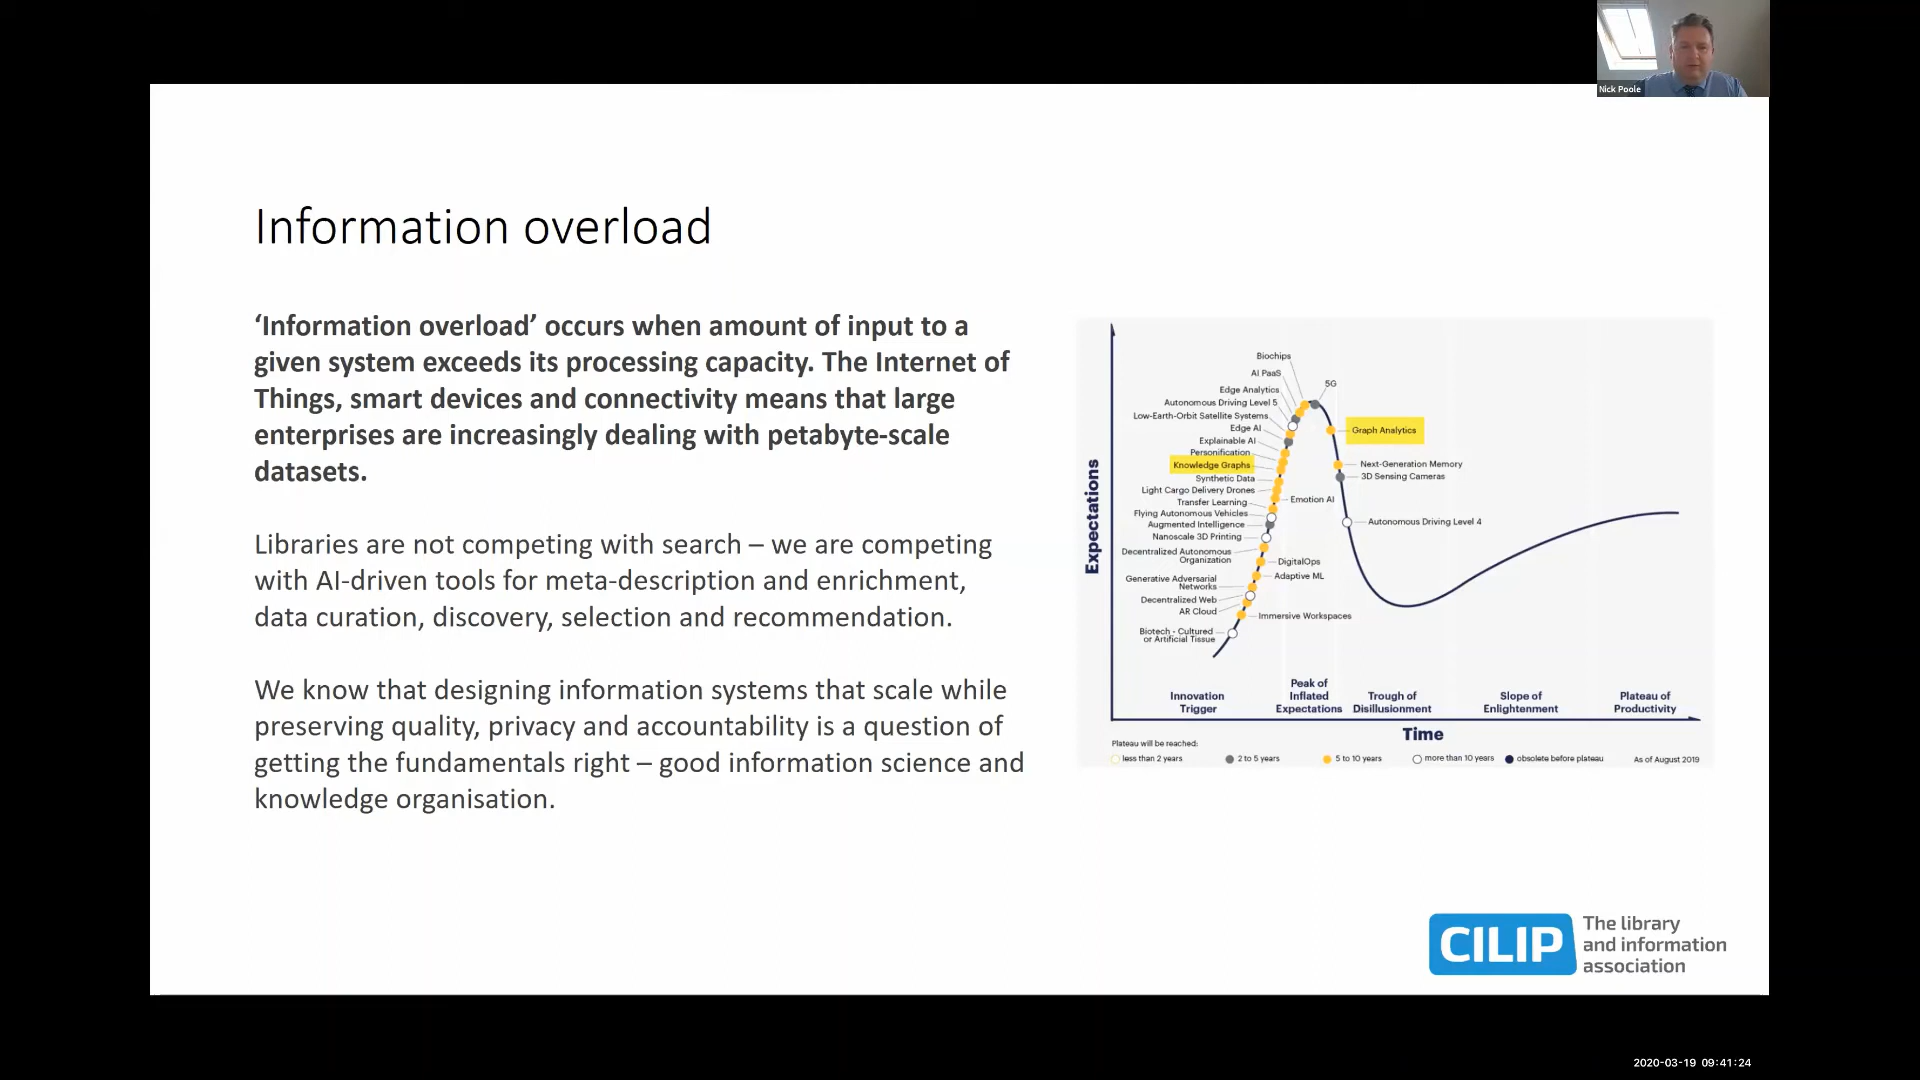 Nick Poole
Information overload
‘Information overload’ occurs when amount of input to a
given system exceeds its processing capacity. The Internet of
Things, smart devices and connectivity means that large
enterprises are increasingly dealing with petabyte-scale
datasets.
Libraries are not competing with search – we are competing
with AI-driven tools for meta-description and enrichment,
data curation, discovery, selection and recommendation.
We know that designing information systems that scale while
preserving quality, privacy and accountability is a question of
getting the fundamentals right – good information science and
knowledge organisation.
Expectations
Biochips
AI PaaS
Edge Analytics
Autonomous Driving Level 5
Low-Earth-Orbit Satellite Systems
Edge AI
Explainable AI
Personification
Knowledge Graphs
Synthetic Data
Light Cargo Delivery Drones
Transfer Learning
Flying Autonomous Vehicles
Augmented Intelligence
Nanoscale 3D Printing
Decentralized Autonomous
Organization
Generative Adversarial
Networks
Decentralized Web
AR Cloud
Biotech - Cultured
or Artificial Tissue
5G
Graph Analytics
Next-Generation Memory
3D Sensing Cameras
Emotion AI
Autonomous Driving Level 4
DigitalOps
Adaptive ML
Immersive Workspaces
Innovation
Trigger
Peak of
Inflated
Expectations
Trough of
Disillusionment
Slope of
Enlightenment
Plateau of
Productivity
Time
Plateau will be reached:
less than 2 years
2 to 5 years
5 to 10 years
more than 10 years
obsolete before plateau
As of August 2019
CILIP
The library
and information
association
2020-03-19 09:41:24